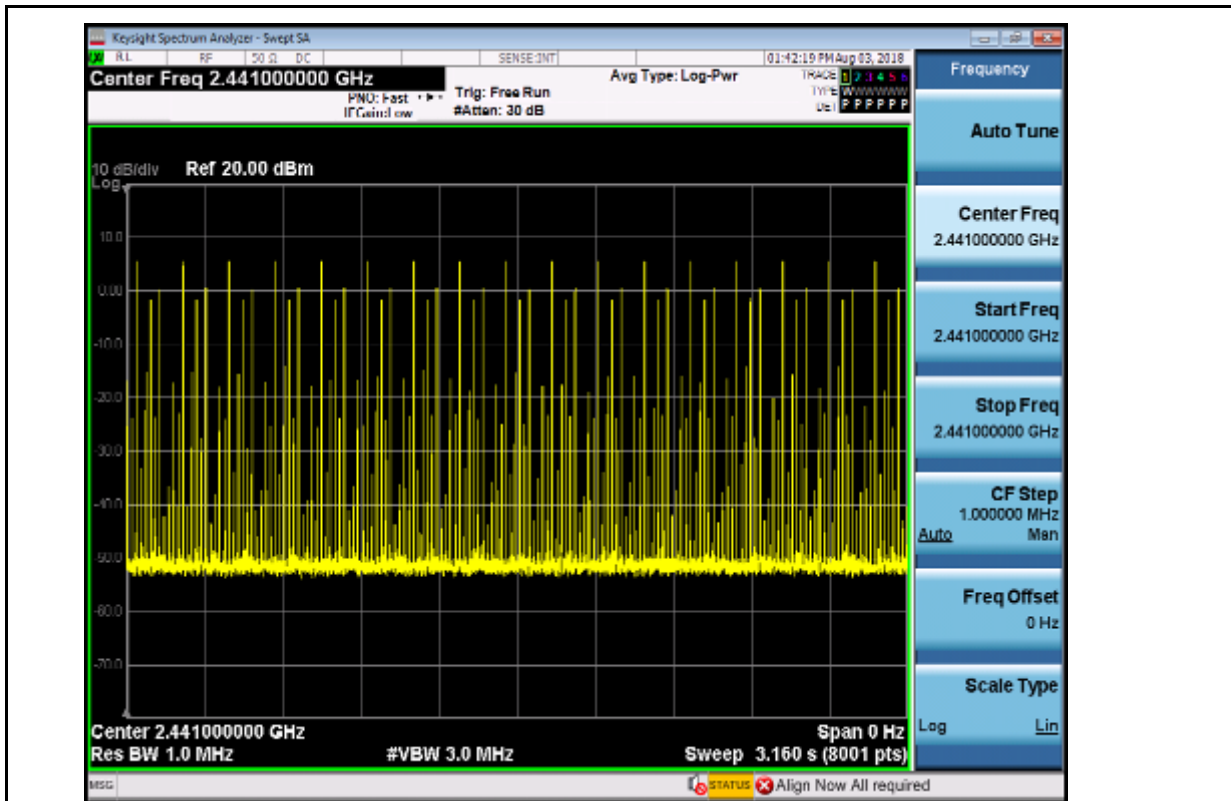 Keysight Spectrum Analyzer - Swept SA
RL RF 50 Ω DC SENSE:INT 01:42:19 PM Aug 03, 2018
Center Freq 2.441000000 GHz
PNO: Fast
IFGain:Low
Trig: Free Run
#Atten: 30 dB
Avg Type: Log-Pwr
TRACE 1 2 3 4 5 6
TYPE WWWWWW
DET P P P P P P
10 dB/div Ref 20.00 dBm
Log
10.0
0.00
-10.0
-20.0
-30.0
-40.0
-50.0
-60.0
-70.0
Center 2.441000000 GHz Span 0 Hz
Res BW 1.0 MHz #VBW 3.0 MHz Sweep 3.160 s (8001 pts)
MSG STATUS Align Now All required
Frequency
Auto Tune
Center Freq
2.441000000 GHz
Start Freq
2.441000000 GHz
Stop Freq
2.441000000 GHz
CF Step
1.000000 MHz
Auto Man
Freq Offset
0 Hz
Scale Type
Log Lin